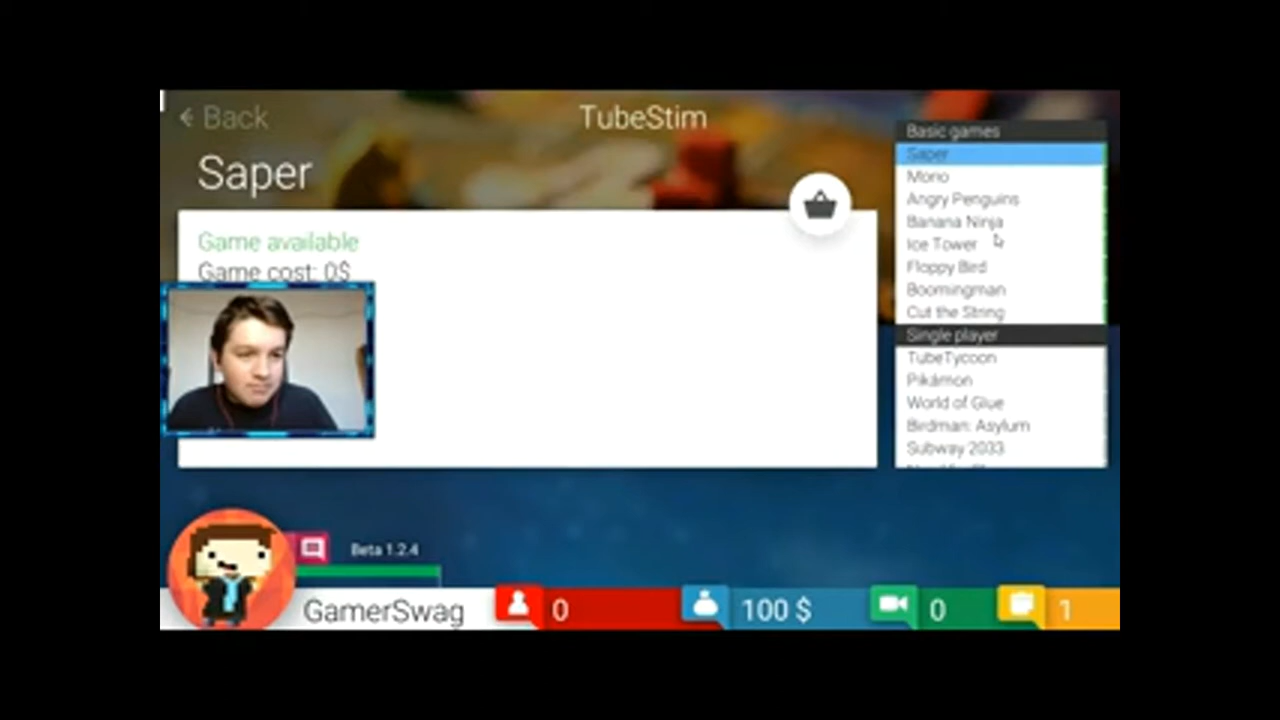 Back
TubeStim
Saper
Game available
Game cost: 0$
Basic games
Saper
Morio
Angry Penguins
Banana Ninja
Ice Tower
Floppy Bird
Boomingman
Cut the String
Single player
TubeTycoon
Pikámon
World of Glue
Birdman: Asylum
Subway 2033
Beta 1.2.4
GamerSwag
0
100 $
0
1